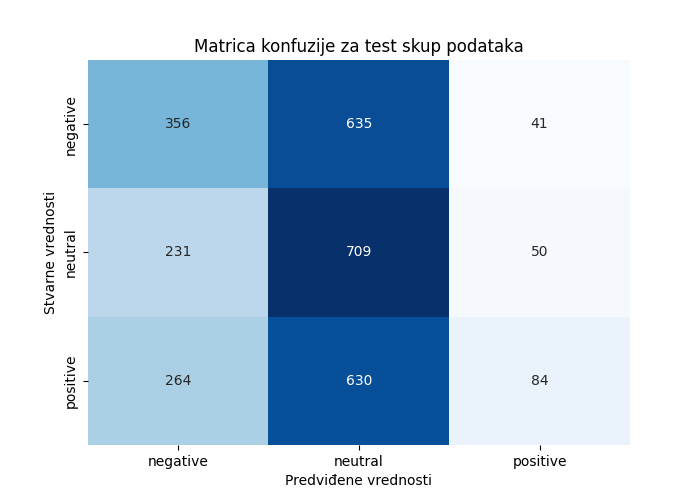 Matrica konfuzije za test skup podataka
Stvarne vrednosti
negative
356 635 41
neutral
231 709 50
positive
264 630 84
negative neutral positive
Predviđene vrednosti